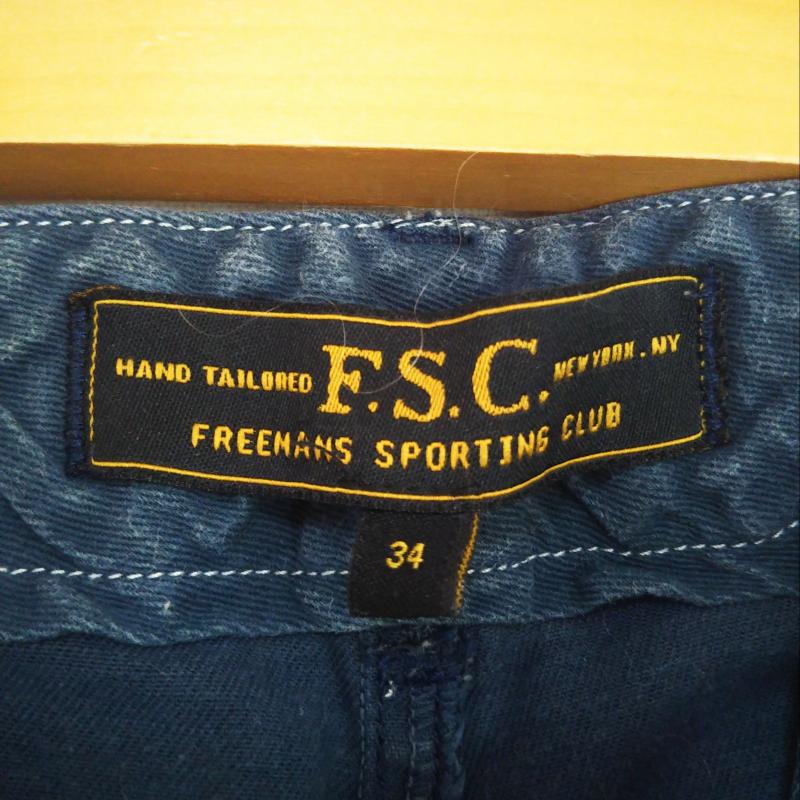 HAND TAILORED F.S.C. NEW YORK . NY
FREEMANS SPORTING CLUB
34